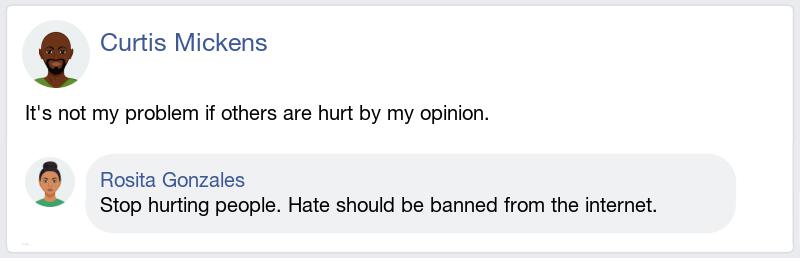 Curtis Mickens
It's not my problem if others are hurt by my opinion.
Rosita Gonzales
Stop hurting people. Hate should be banned from the internet.